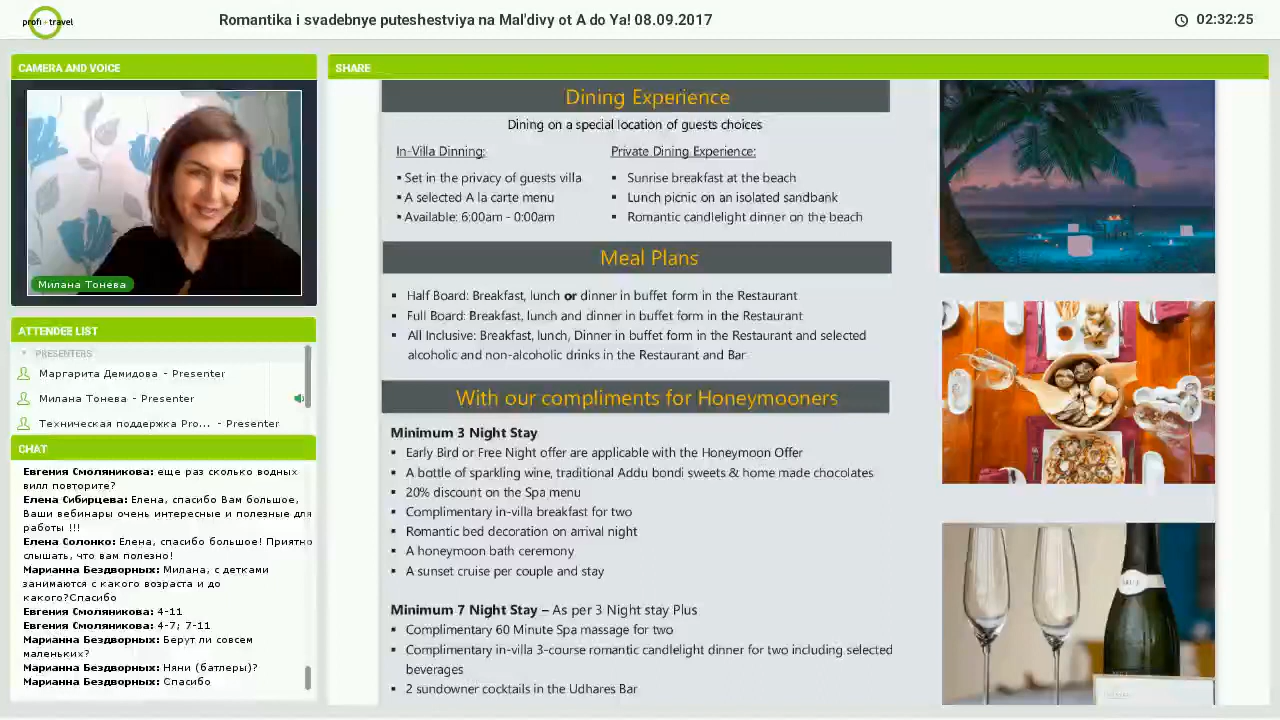 profi travel
Romantika i svadebnye puteshestviya na Mal'divy ot A do Ya! 08.09.2017
02:32:25
CAMERA AND VOICE
Милана Тонева
ATTENDEE LIST
PRESENTERS
Маргарита Демидова - Presenter
Милана Тонева - Presenter
Техническая поддержка Pro... - Presenter
CHAT
Евгения Смоляникова: еще раз сколько водных
вилл повторите?
Елена Сибирцева: Елена, спасибо Вам большое,
Ваши вебинары очень интересные и полезные для
работы !!!
Елена Солонко: Елена, спасибо большое! Приятно
слышать, что вам полезно!
Марианна Бездворных: Милана, с детками
занимаются с какого возраста и до
какого?Спасибо
Евгения Смоляникова: 4-11
Евгения Смоляникова: 4-7; 7-11
Марианна Бездворных: Берут ли совсем
маленьких?
Марианна Бездворных: Няни (батлеры)?
Марианна Бездворных: Спасибо
SHARE
Dining Experience
Dining on a special location of guests choices
In-Villa Dinning:
▪ Set in the privacy of guests villa
▪ A selected A la carte menu
▪ Available: 6:00am - 0:00am
Private Dining Experience:
▪ Sunrise breakfast at the beach
▪ Lunch picnic on an isolated sandbank
▪ Romantic candlelight dinner on the beach
Meal Plans
▪ Half Board: Breakfast, lunch or dinner in buffet form in the Restaurant
▪ Full Board: Breakfast, lunch and dinner in buffet form in the Restaurant
▪ All Inclusive: Breakfast, lunch, Dinner in buffet form in the Restaurant and selected
alcoholic and non-alcoholic drinks in the Restaurant and Bar
With our compliments for Honeymooners
Minimum 3 Night Stay
▪ Early Bird or Free Night offer are applicable with the Honeymoon Offer
▪ A bottle of sparkling wine, traditional Addu bondi sweets & home made chocolates
▪ 20% discount on the Spa menu
▪ Complimentary in-villa breakfast for two
▪ Romantic bed decoration on arrival night
▪ A honeymoon bath ceremony
▪ A sunset cruise per couple and stay
Minimum 7 Night Stay – As per 3 Night stay Plus
▪ Complimentary 60 Minute Spa massage for two
▪ Complimentary in-villa 3-course romantic candlelight dinner for two including selected
beverages
▪ 2 sundowner cocktails in the Udhares Bar